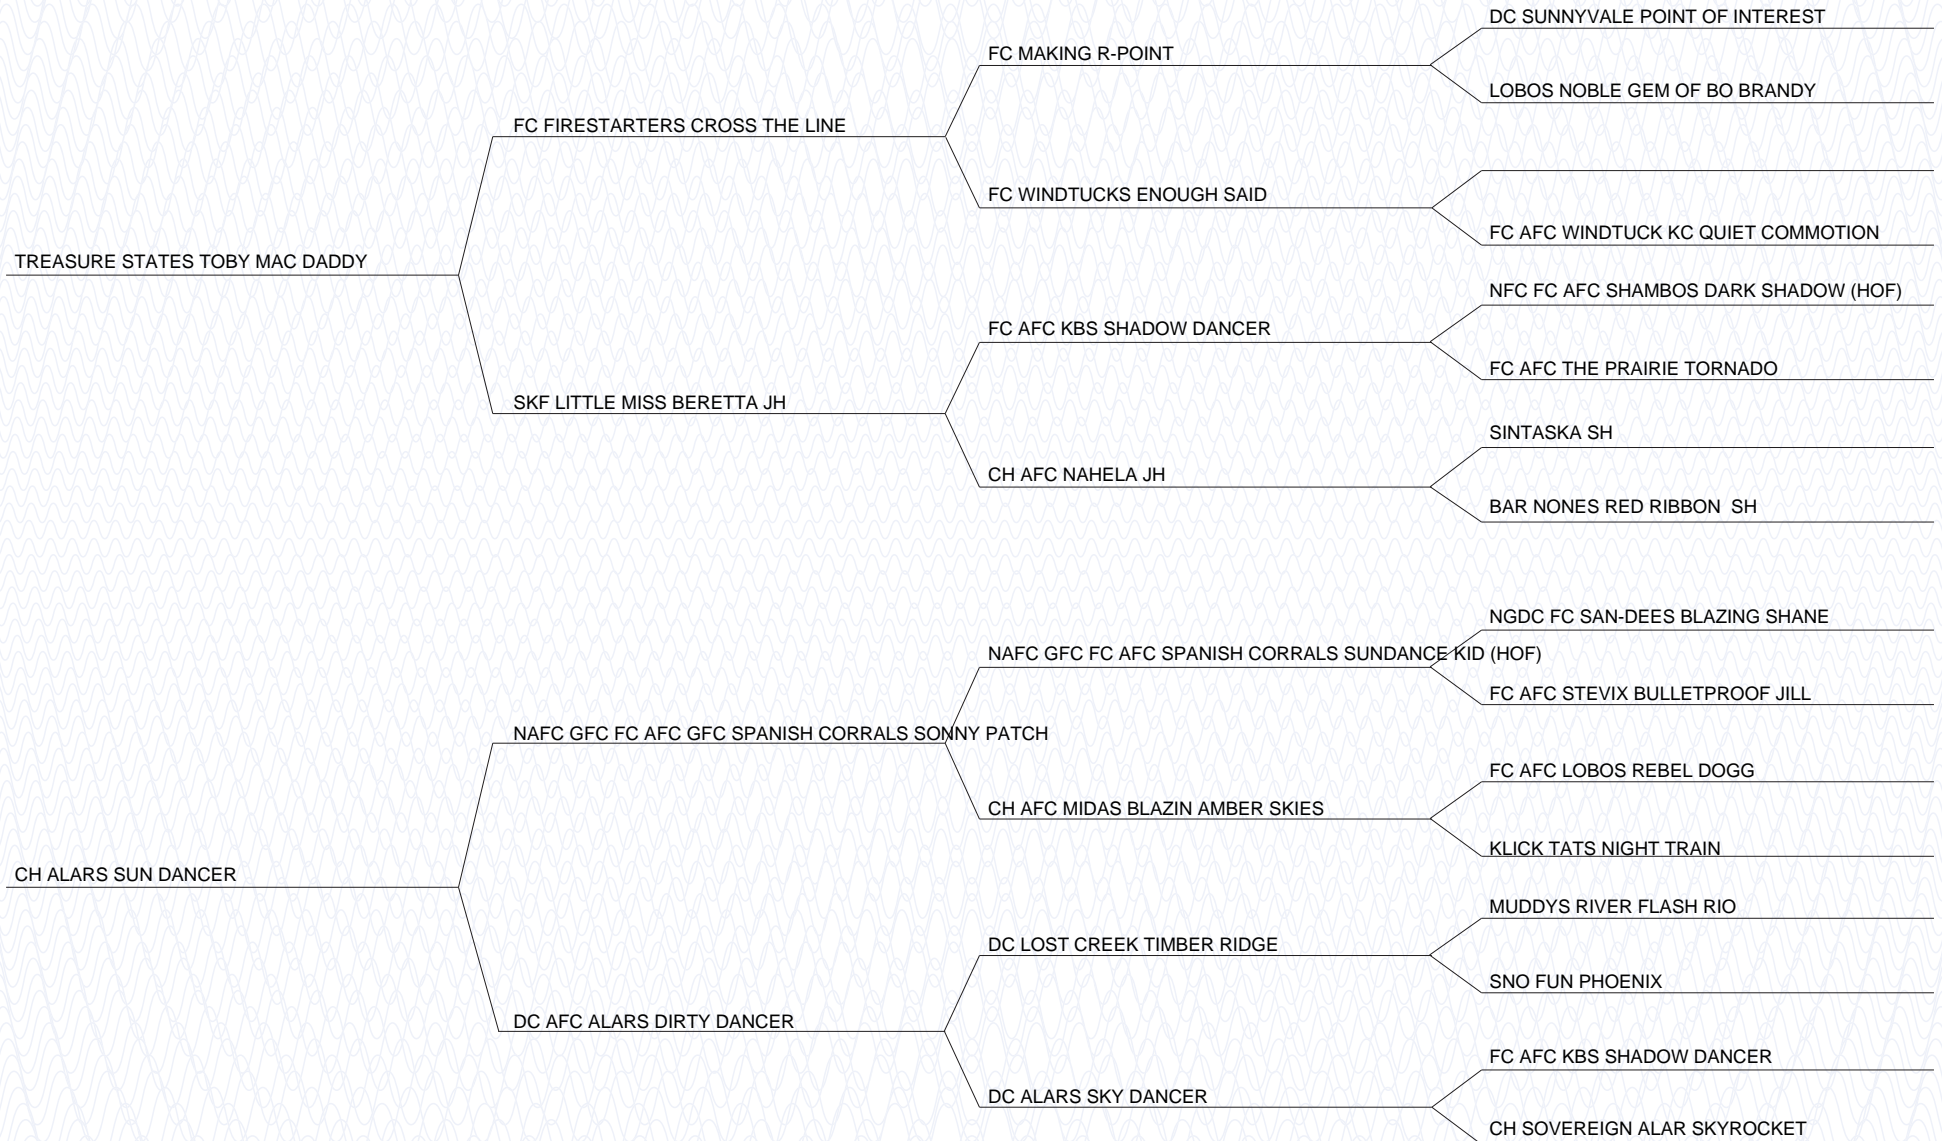 DC SUNNYVALE POINT OF INTEREST
FC MAKING R-POINT
LOBOS NOBLE GEM OF BO BRANDY
FC FIRESTARTERS CROSS THE LINE
FC WINDTUCKS ENOUGH SAID
FC AFC WINDTUCK KC QUIET COMMOTION
TREASURE STATES TOBY MAC DADDY
NFC FC AFC SHAMBOS DARK SHADOW (HOF)
FC AFC KBS SHADOW DANCER
FC AFC THE PRAIRIE TORNADO
SKF LITTLE MISS BERETTA JH
SINTASKA SH
CH AFC NAHELA JH
BAR NONES RED RIBBON  SH
NGDC FC SAN-DEES BLAZING SHANE
NAFC GFC FC AFC SPANISH CORRALS SUNDANCE KID (HOF)
FC AFC STEVIX BULLETPROOF JILL
NAFC GFC FC AFC GFC SPANISH CORRALS SONNY PATCH
FC AFC LOBOS REBEL DOGG
CH AFC MIDAS BLAZIN AMBER SKIES
KLICK TATS NIGHT TRAIN
CH ALARS SUN DANCER
MUDDYS RIVER FLASH RIO
DC LOST CREEK TIMBER RIDGE
SNO FUN PHOENIX
DC AFC ALARS DIRTY DANCER
FC AFC KBS SHADOW DANCER
DC ALARS SKY DANCER
CH SOVEREIGN ALAR SKYROCKET